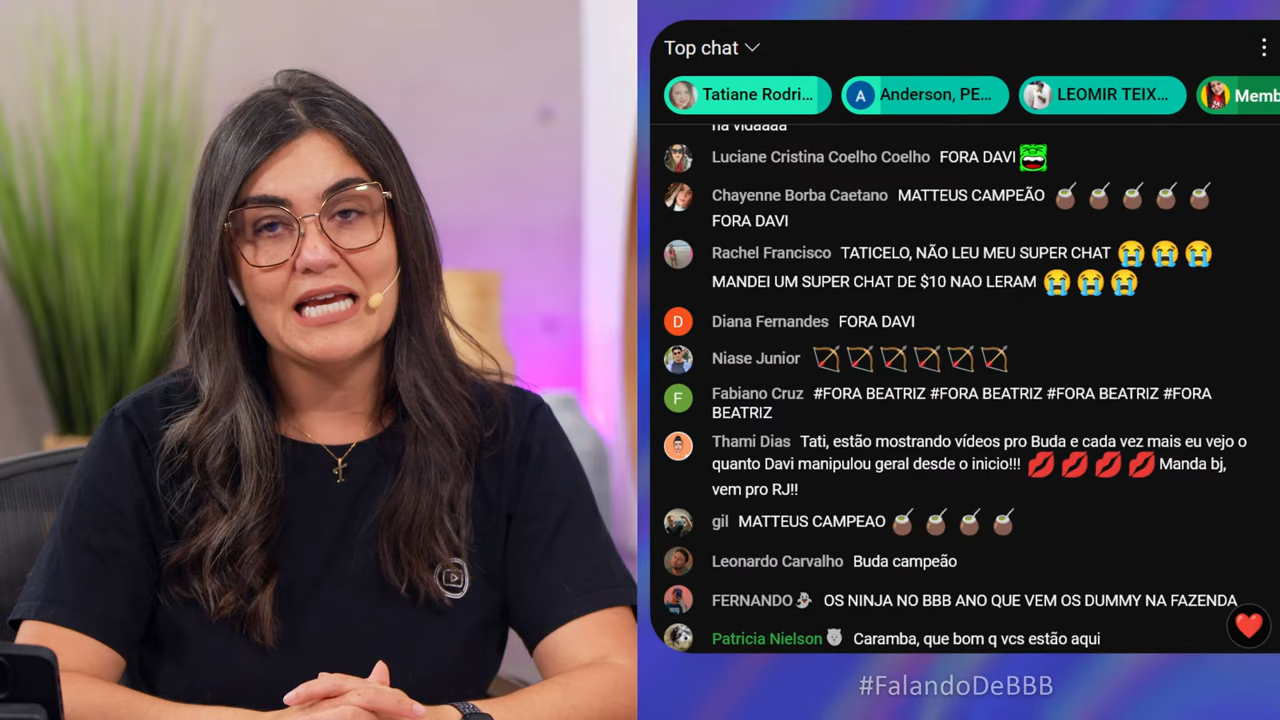 Top chat
Tatiane Rodri...
A
Anderson, PE...
LEOMIR TEIX...
Memb
na vidaaaa
Luciane Cristina Coelho Coelho FORA DAVI
Chayenne Borba Caetano MATTEUS CAMPEÃO 🧉 🧉 🧉 🧉 🧉
FORA DAVI
Rachel Francisco TATICELO, NÃO LEU MEU SUPER CHAT 😭 😭 😭
MANDEI UM SUPER CHAT DE $10 NAO LERAM 😭 😭 😭
D
Diana Fernandes FORA DAVI
Niase Junior 🏹 🏹 🏹 🏹 🏹 🏹
F
Fabiano Cruz #FORA BEATRIZ #FORA BEATRIZ #FORA BEATRIZ #FORA
BEATRIZ
Thami Dias Tati, estão mostrando vídeos pro Buda e cada vez mais eu vejo o
quanto Davi manipulou geral desde o inicio!!! 💋 💋 💋 💋 Manda bj,
vem pro RJ!!
gil MATTEUS CAMPEAO 🧉 🧉 🧉 🧉
Leonardo Carvalho Buda campeão
FERNANDO👻 OS NINJA NO BBB ANO QUE VEM OS DUMMY NA FAZENDA
Patricia Nielson Caramba, que bom q vcs estão aqui
#FalandoDeBBB